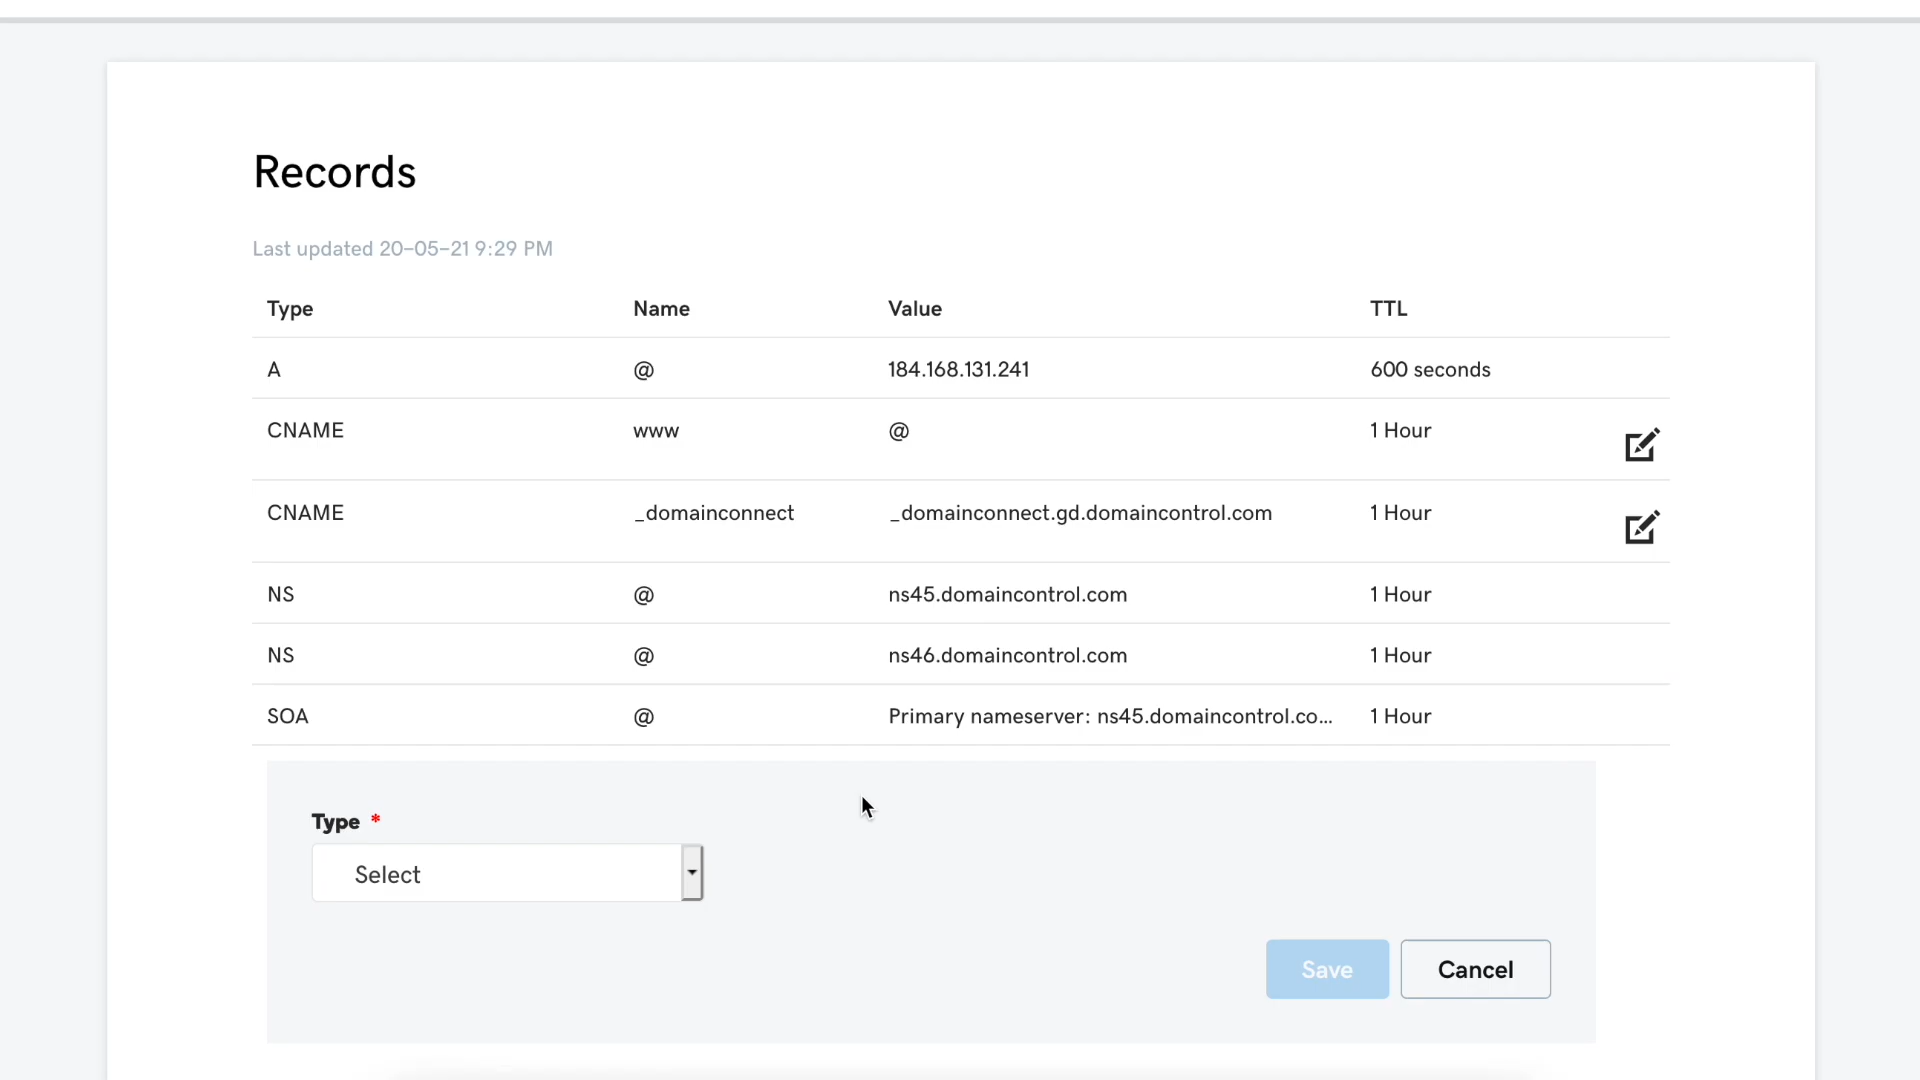 Records
Last updated 20-05-21 9:29 PM
Type Name Value TTL
A @ 184.168.131.241 600 seconds
CNAME www @ 1 Hour
CNAME _domainconnect _domainconnect.gd.domaincontrol.com 1 Hour
NS @ ns45.domaincontrol.com 1 Hour
NS @ ns46.domaincontrol.com 1 Hour
SOA @ Primary nameserver: ns45.domaincontrol.co... 1 Hour
Type *
Select
Save Cancel